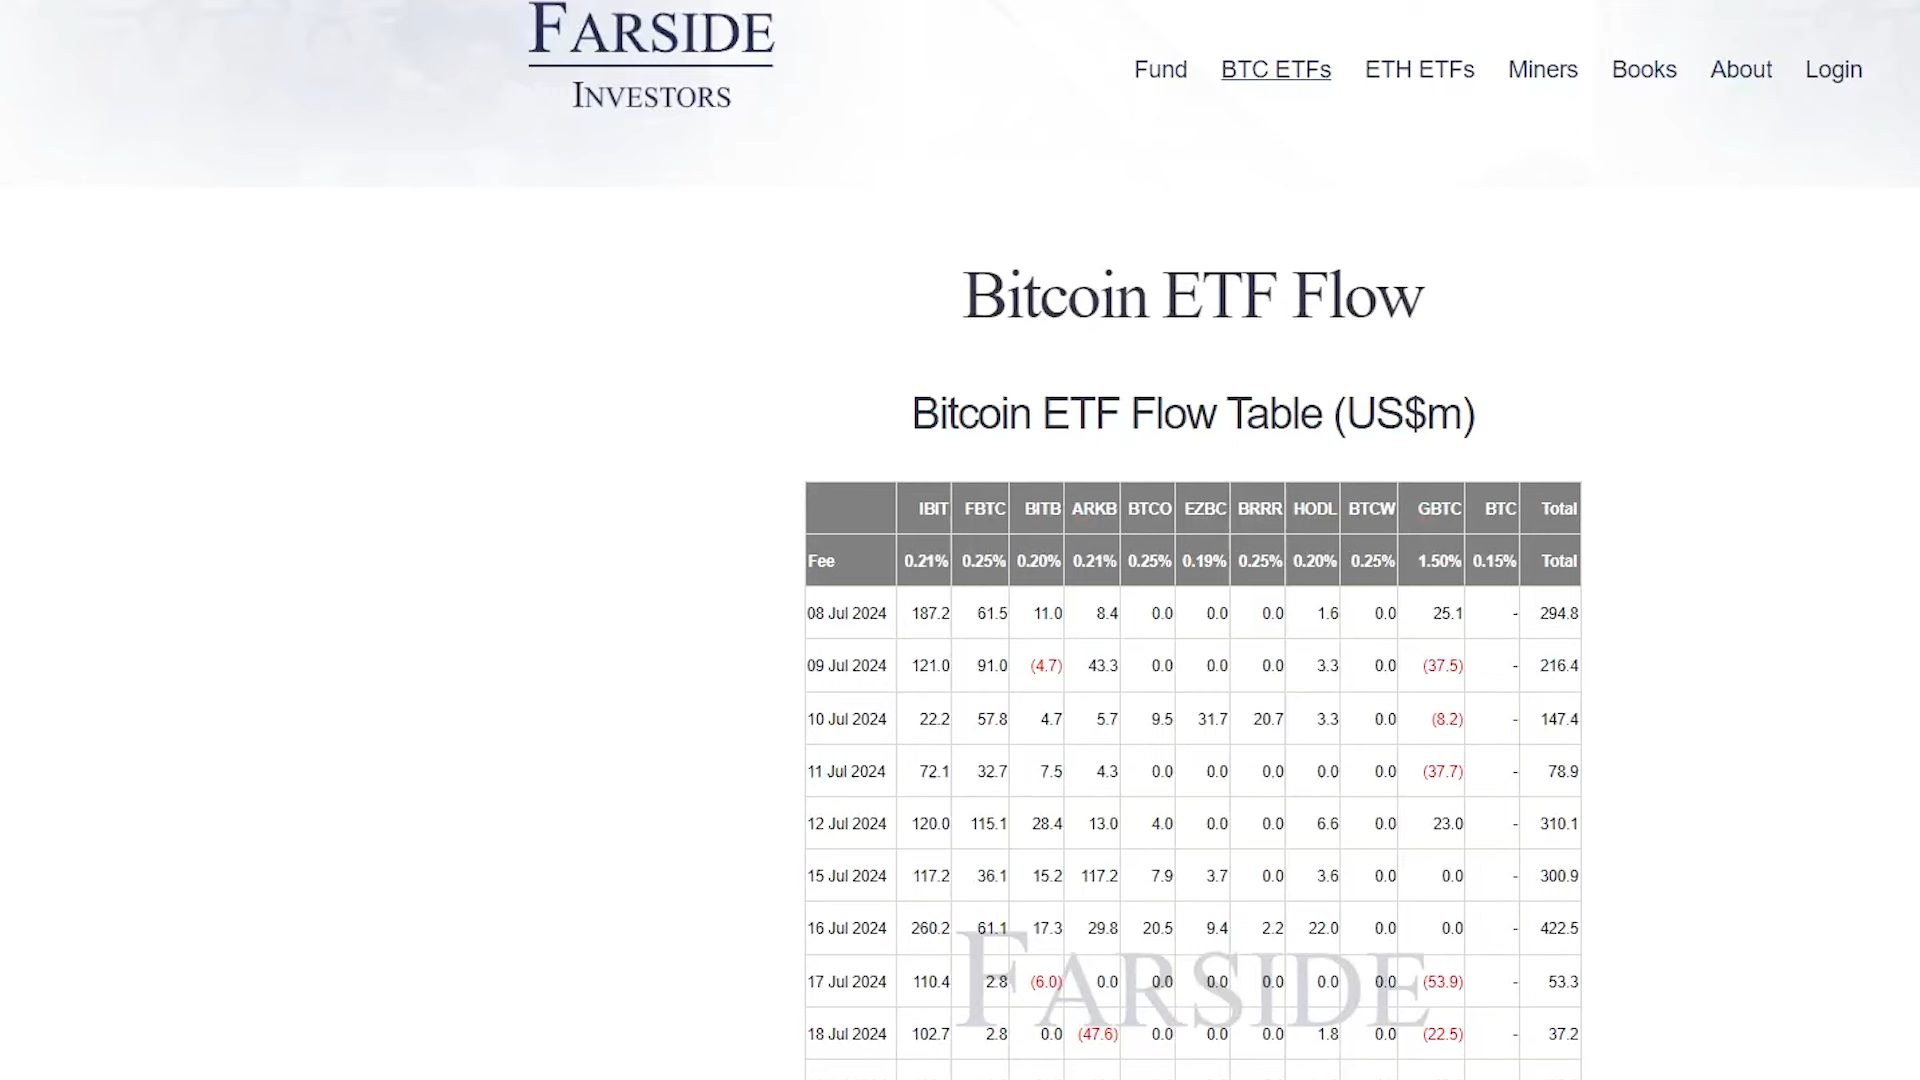 FARSIDE
INVESTORS
Fund BTC ETFs ETH ETFs Miners Books About Login
Bitcoin ETF Flow
Bitcoin ETF Flow Table (US$m)
IBIT FBTC BITB ARKB BTCO EZBC BRRR HODL BTCW GBTC BTC Total
Fee 0.21% 0.25% 0.20% 0.21% 0.25% 0.19% 0.25% 0.20% 0.25% 1.50% 0.15% Total
08 Jul 2024 187.2 61.5 11.0 8.4 0.0 0.0 0.0 1.6 0.0 25.1 - 294.8
09 Jul 2024 121.0 91.0 (4.7) 43.3 0.0 0.0 0.0 3.3 0.0 (37.5) - 216.4
10 Jul 2024 22.2 57.8 4.7 5.7 9.5 31.7 20.7 3.3 0.0 (8.2) - 147.4
11 Jul 2024 72.1 32.7 7.5 4.3 0.0 0.0 0.0 0.0 0.0 (37.7) - 78.9
12 Jul 2024 120.0 115.1 28.4 13.0 4.0 0.0 0.0 6.6 0.0 23.0 - 310.1
15 Jul 2024 117.2 36.1 15.2 117.2 7.9 3.7 0.0 3.6 0.0 0.0 - 300.9
16 Jul 2024 260.2 61.1 17.3 29.8 20.5 9.4 2.2 22.0 0.0 0.0 - 422.5
FARSIDE
17 Jul 2024 110.4 2.8 (6.0) 0.0 0.0 0.0 0.0 0.0 0.0 (53.9) - 53.3
18 Jul 2024 102.7 2.8 0.0 (47.6) 0.0 0.0 0.0 1.8 0.0 (22.5) - 37.2